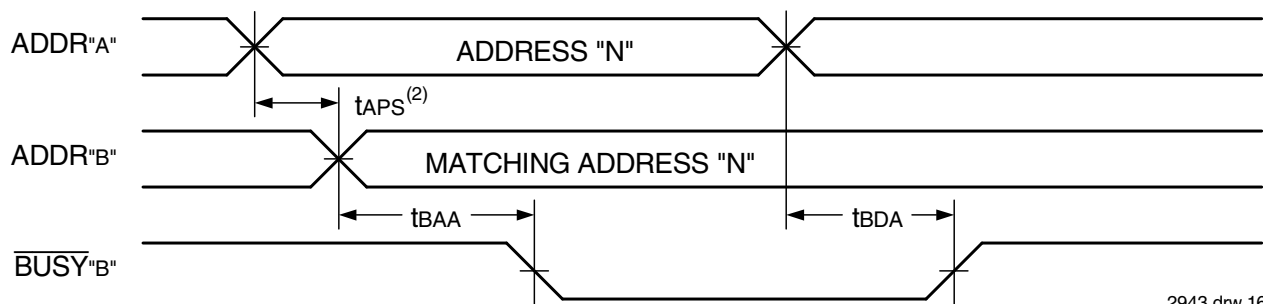 ADDR"A"
ADDRESS "N"
tAPS(2)
ADDR"B"
MATCHING ADDRESS "N"
tBAA
tBDA
BUSY"B"
2943 drw 16